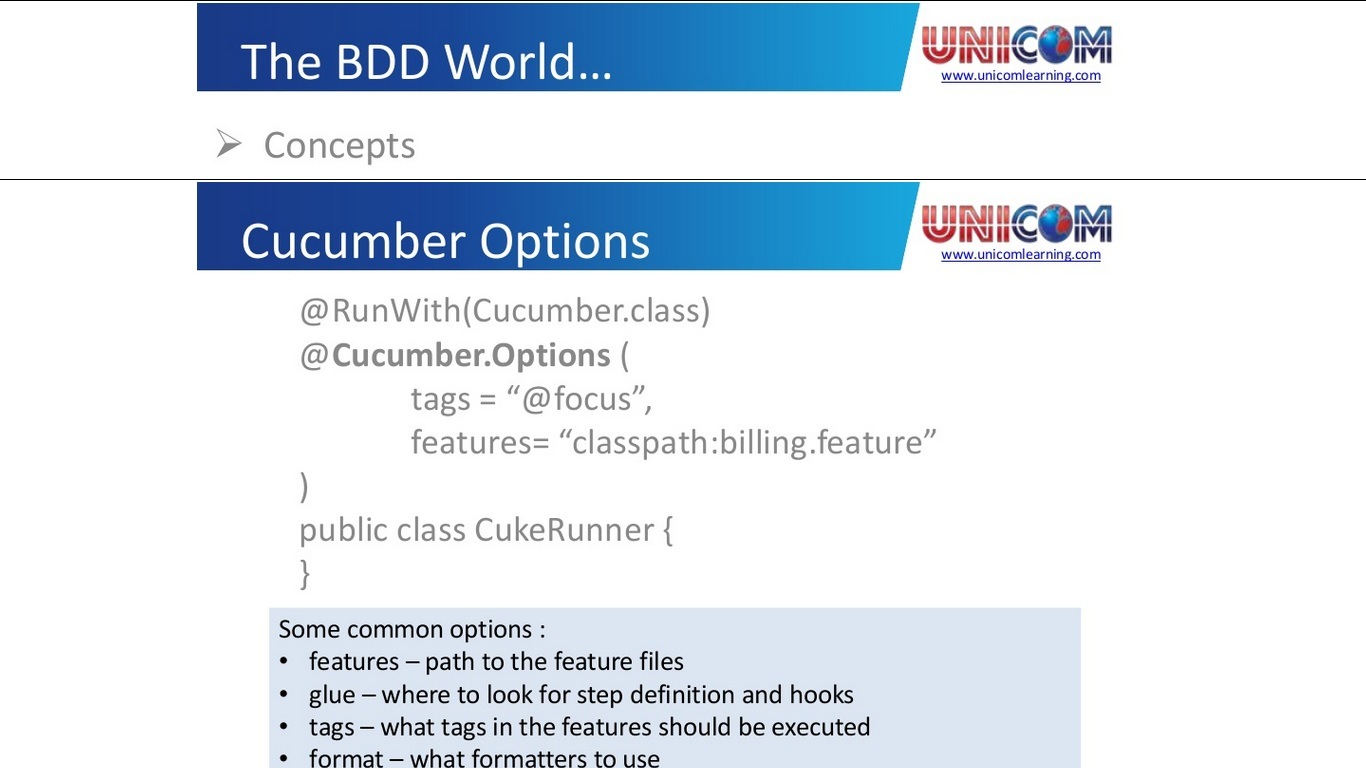 The BDD World...
UNICOM
www.unicomlearning.com
➢ Concepts
Cucumber Options
UNICOM
www.unicomlearning.com
@RunWith(Cucumber.class)
@Cucumber.Options (
tags = “@focus”,
features= “classpath:billing.feature”
)
public class CukeRunner {
}
Some common options :
• features – path to the feature files
• glue – where to look for step definition and hooks
• tags – what tags in the features should be executed
• format – what formatters to use